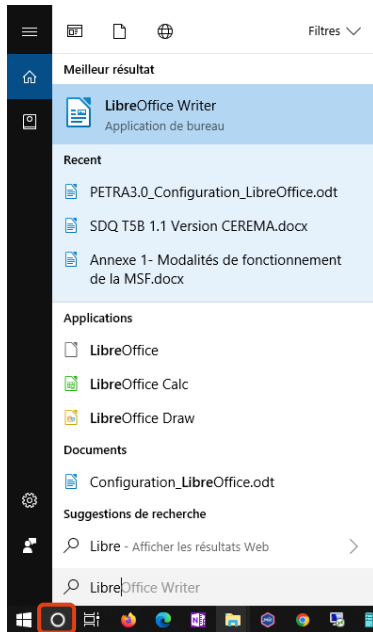 Filtres
Meilleur résultat
LibreOffice Writer
Application de bureau
Recent
PETRA3.0_Configuration_LibreOffice.odt
SDQ T5B 1.1 Version CEREMA.docx
Annexe 1- Modalités de fonctionnement
de la MSF.docx
Applications
LibreOffice
LibreOffice Calc
LibreOffice Draw
Documents
Configuration_LibreOffice.odt
Suggestions de recherche
Libre - Afficher les résultats Web
LibreOffice Writer